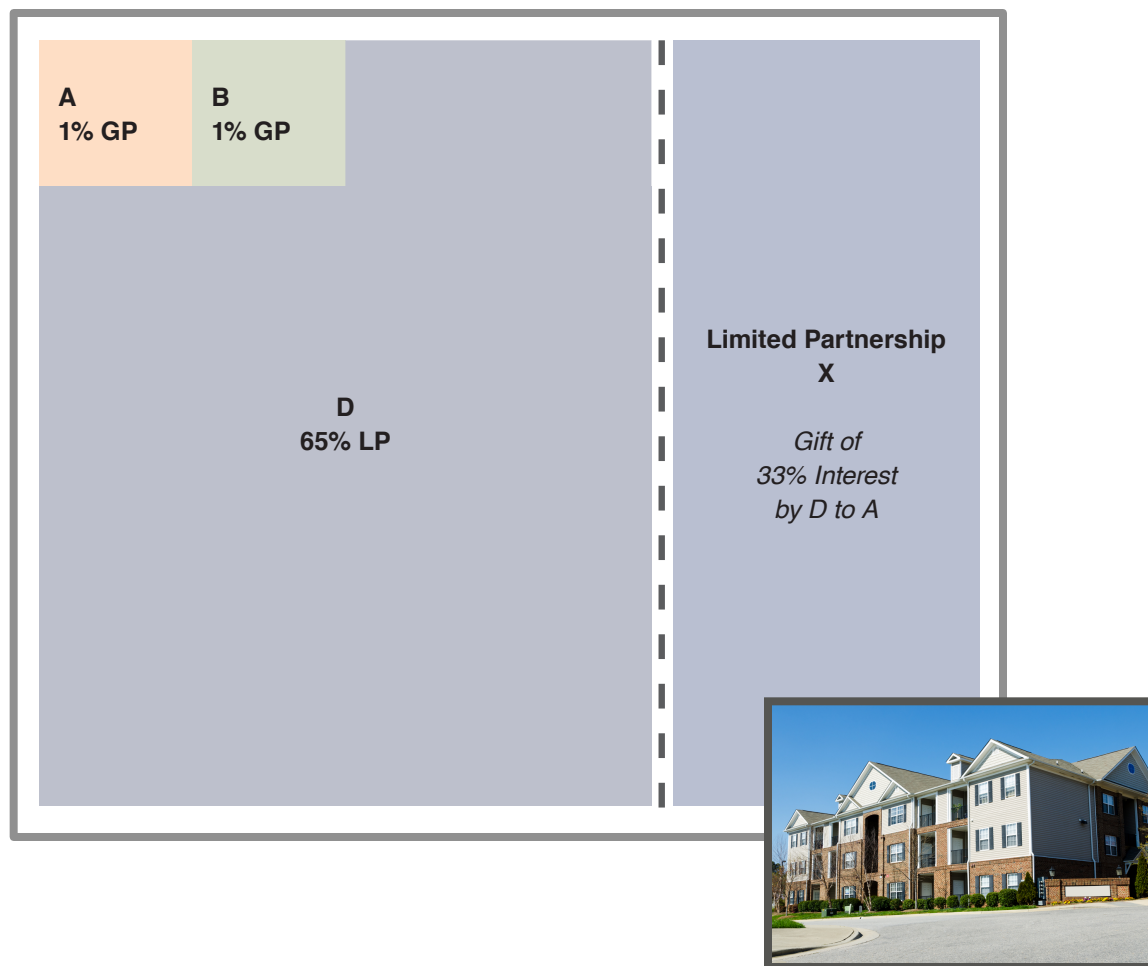 A
1% GP
B
1% GP
D
65% LP
Limited Partnership
X
Gift of
33% Interest
by D to A